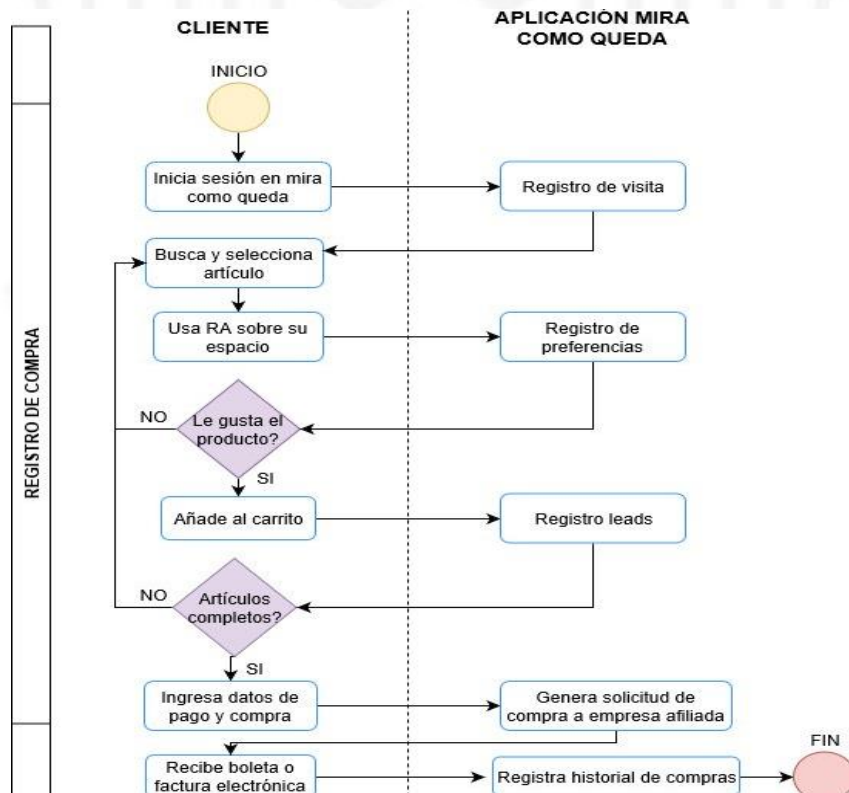 CLIENTE
APLICACIÓN MIRA
COMO QUEDA
INICIO
Inicia sesión en mira
como queda
Registro de visita
Busca y selecciona
artículo
Usa RA sobre su
espacio
Registro de
preferencias
REGISTRO DE COMPRA
NO
Le gusta el
producto?
SI
Añade al carrito
Registro leads
NO
Artículos
completos?
SI
Ingresa datos de
pago y compra
Genera solicitud de
compra a empresa afiliada
FIN
Recibe boleta o
factura electrónica
Registra historial de compras